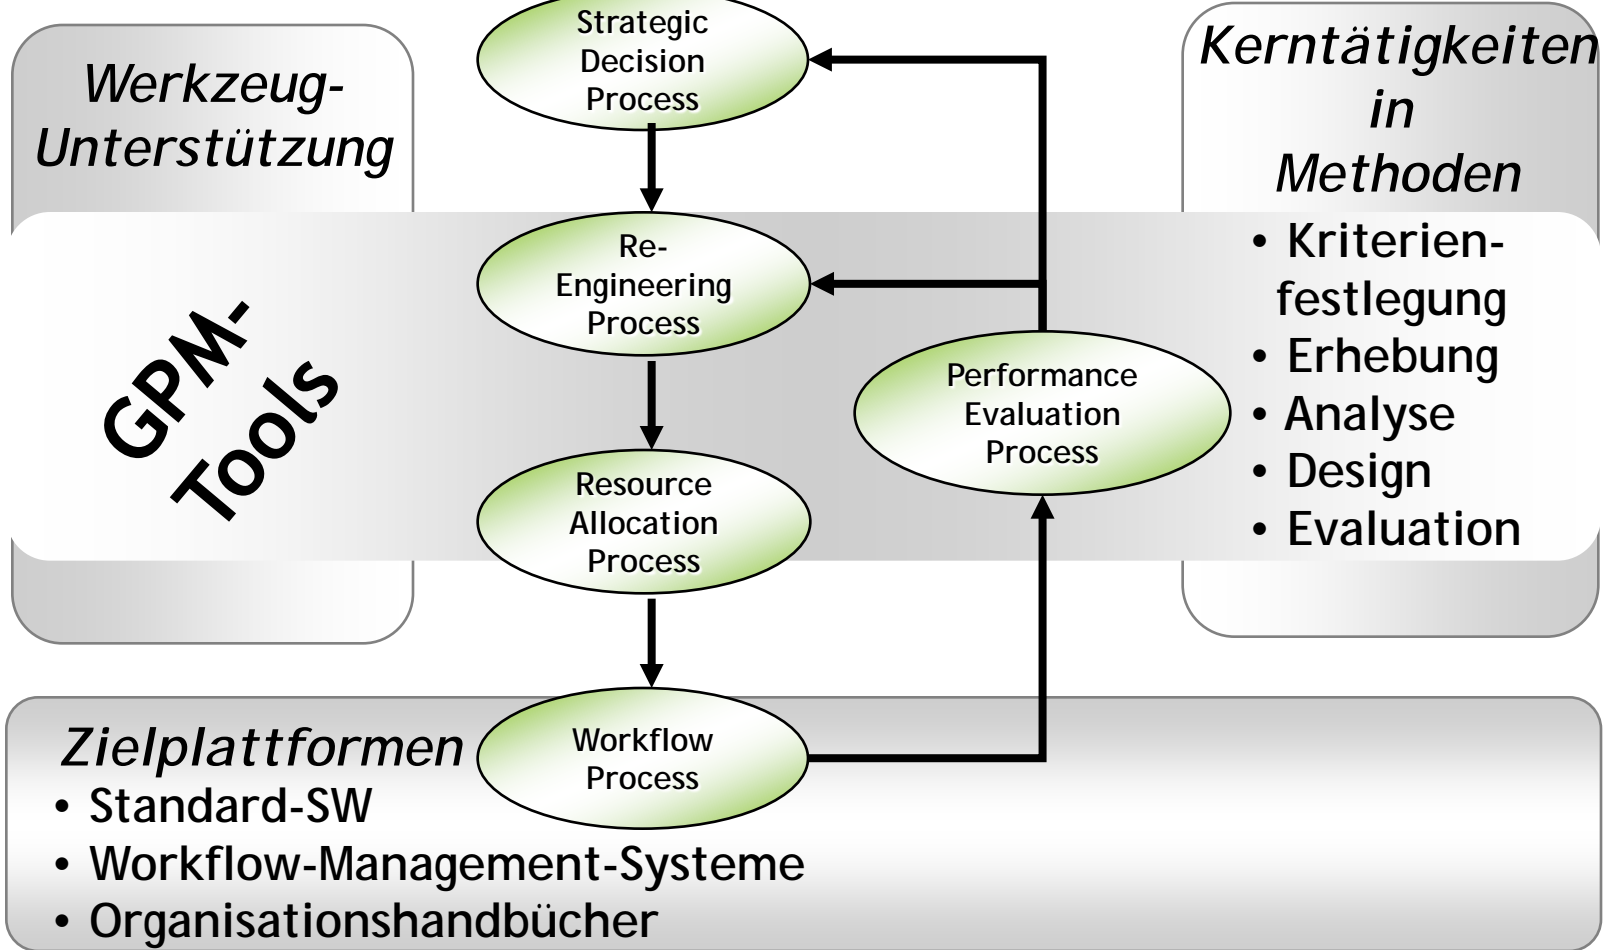 Werkzeug-
Unterstützung
Strategic
Decision
Process
Kerntätigkeiten
in
Methoden
GPM-
Tools
Re-
Engineering
Process
Performance
Evaluation
Process
• Kriterien-
festlegung
• Erhebung
• Analyse
• Design
• Evaluation
Resource
Allocation
Process
Workflow
Process
Zielplattformen
• Standard-SW
• Workflow-Management-Systeme
• Organisationshandbücher